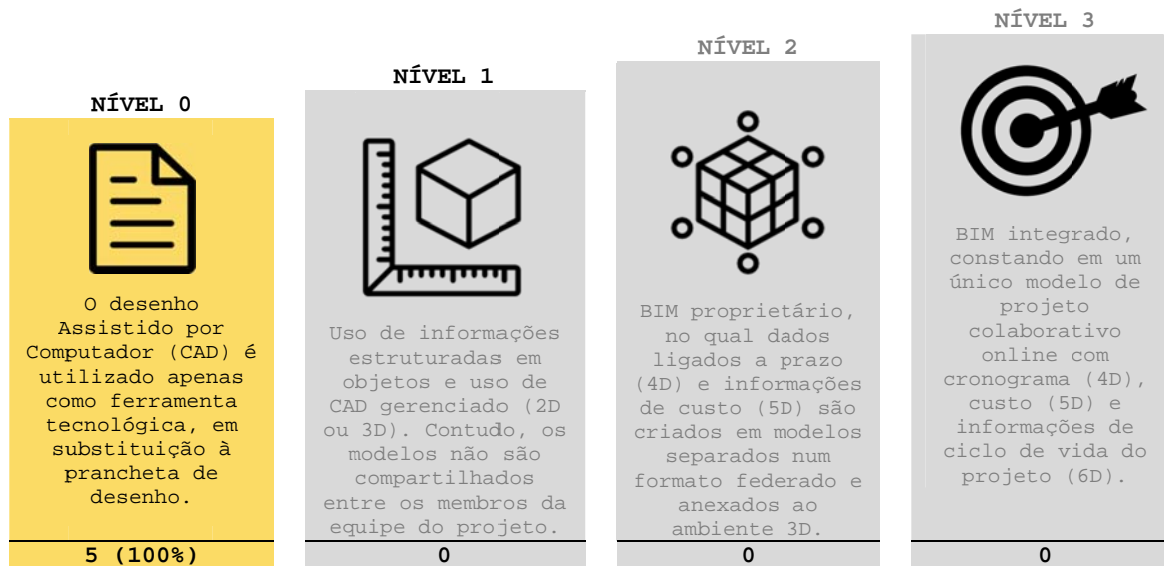 NÍVEL 0
O desenho
Assistido por
Computador (CAD) é
utilizado apenas
como ferramenta
tecnológica, em
substituição à
prancheta de
desenho.
5 (100%)
NÍVEL 1
Uso de informações
estruturadas em
objetos e uso de
CAD gerenciado (2D
ou 3D). Contudo, os
modelos não são
compartilhados
entre os membros da
equipe do projeto.
0
NÍVEL 2
BIM proprietário,
no qual dados
ligados a prazo
(4D) e informações
de custo (5D) são
criados em modelos
separados num
formato federado e
anexados ao
ambiente 3D.
0
NÍVEL 3
BIM integrado,
constando em um
único modelo de
projeto
colaborativo
online com
cronograma (4D),
custo (5D) e
informações de
ciclo de vida do
projeto (6D).
0